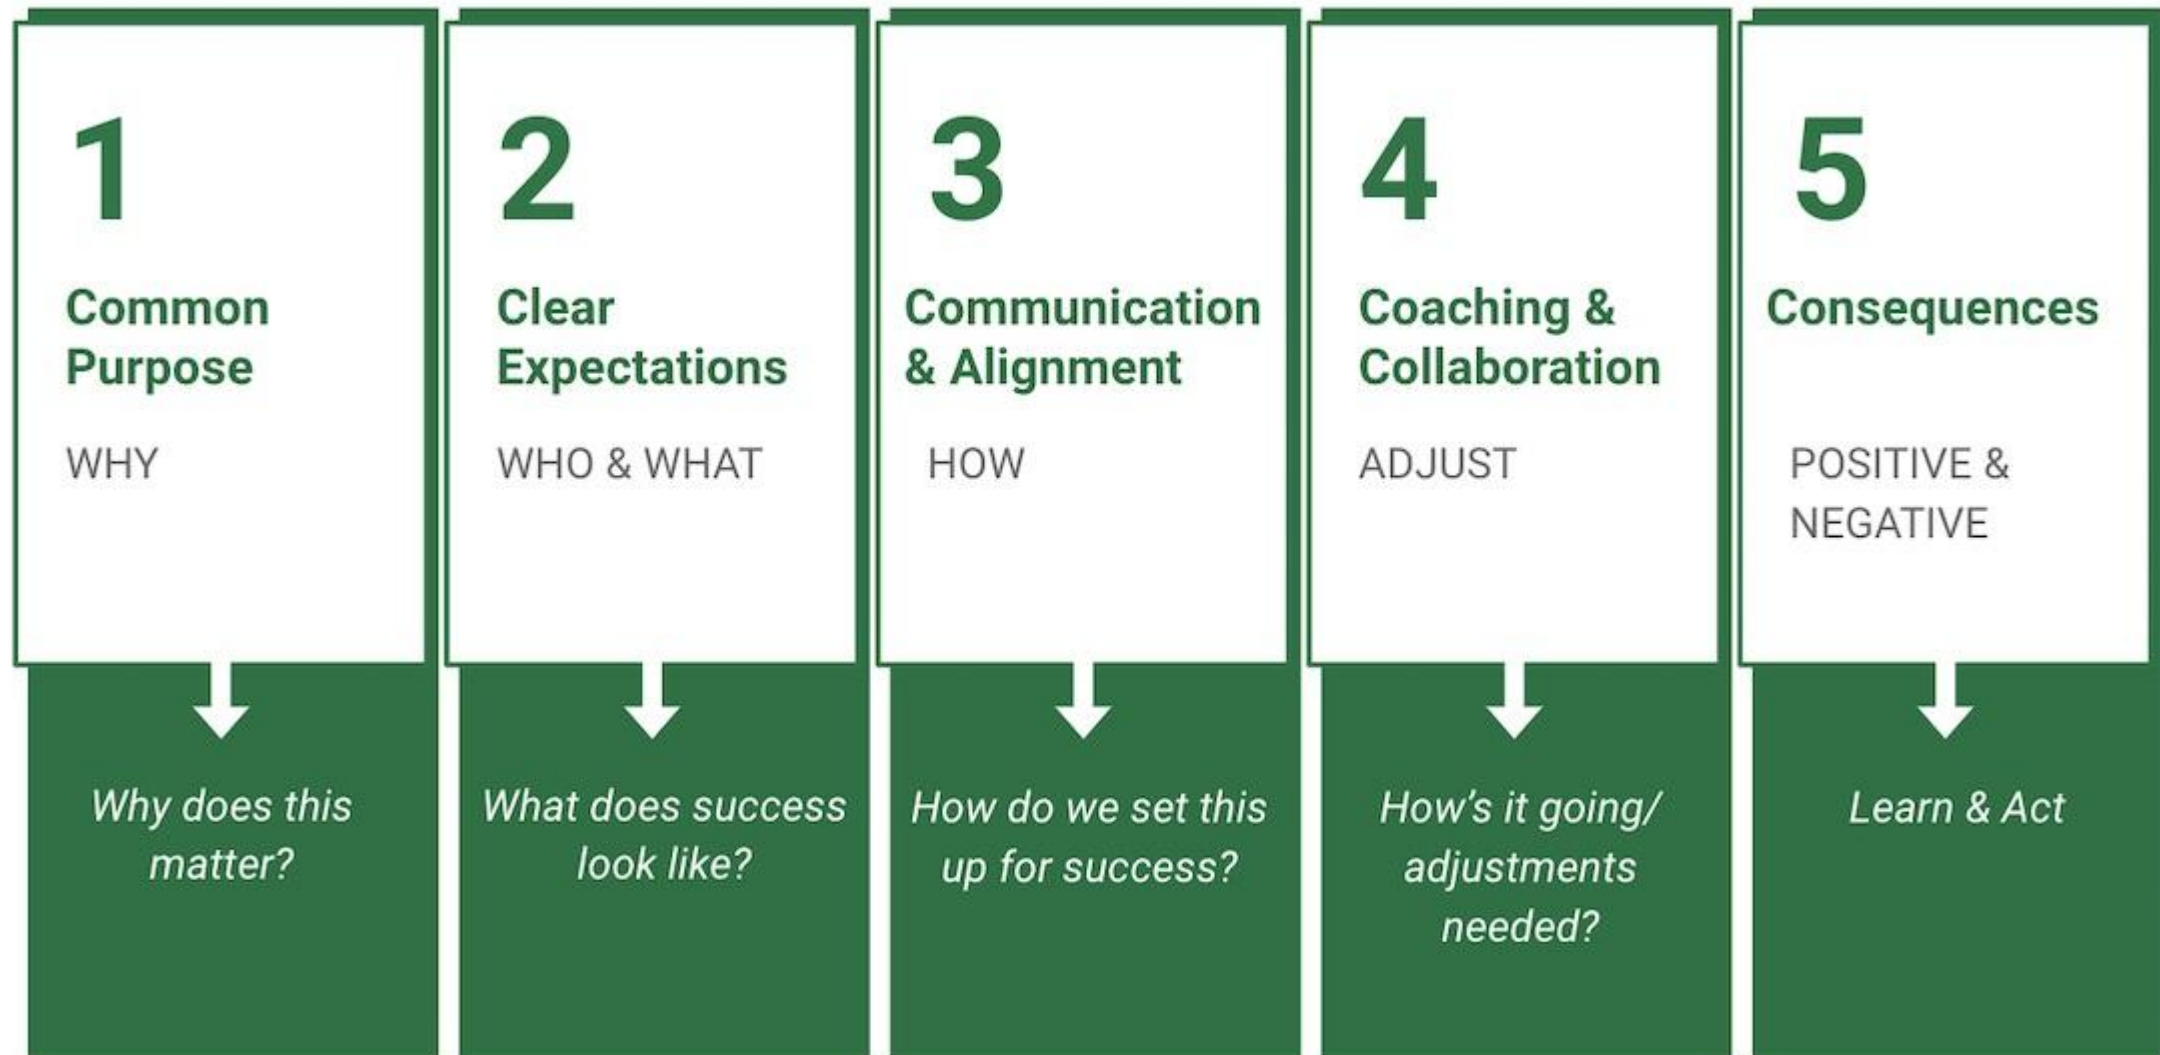 1
Common
Purpose
WHY
Why does this
matter?
2
Clear
Expectations
WHO & WHAT
What does success
look like?
3
Communication
& Alignment
HOW
How do we set this
up for success?
4
Coaching &
Collaboration
ADJUST
How’s it going/
adjustments
needed?
5
Consequences
POSITIVE &
NEGATIVE
Learn & Act